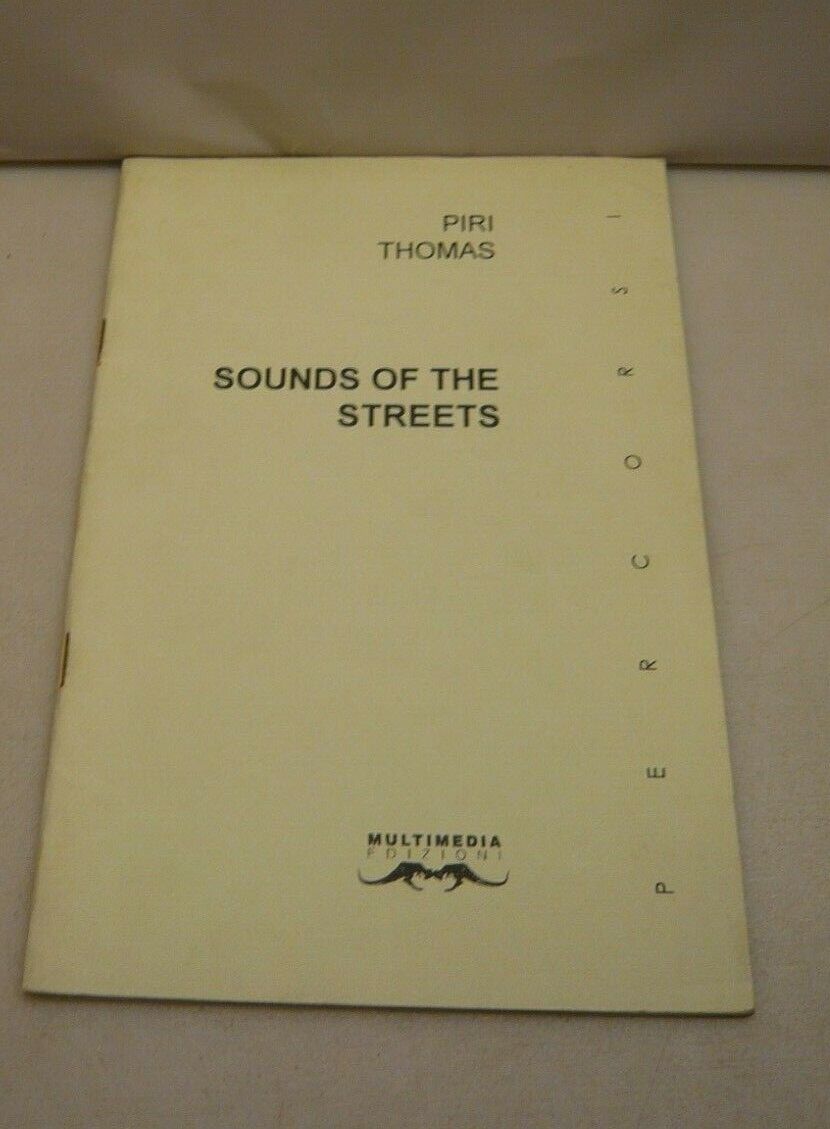 PIRI
THOMAS
SOUNDS OF THE
STREETS
MULTIMEDIA
EDIZIONI
PERCORSI